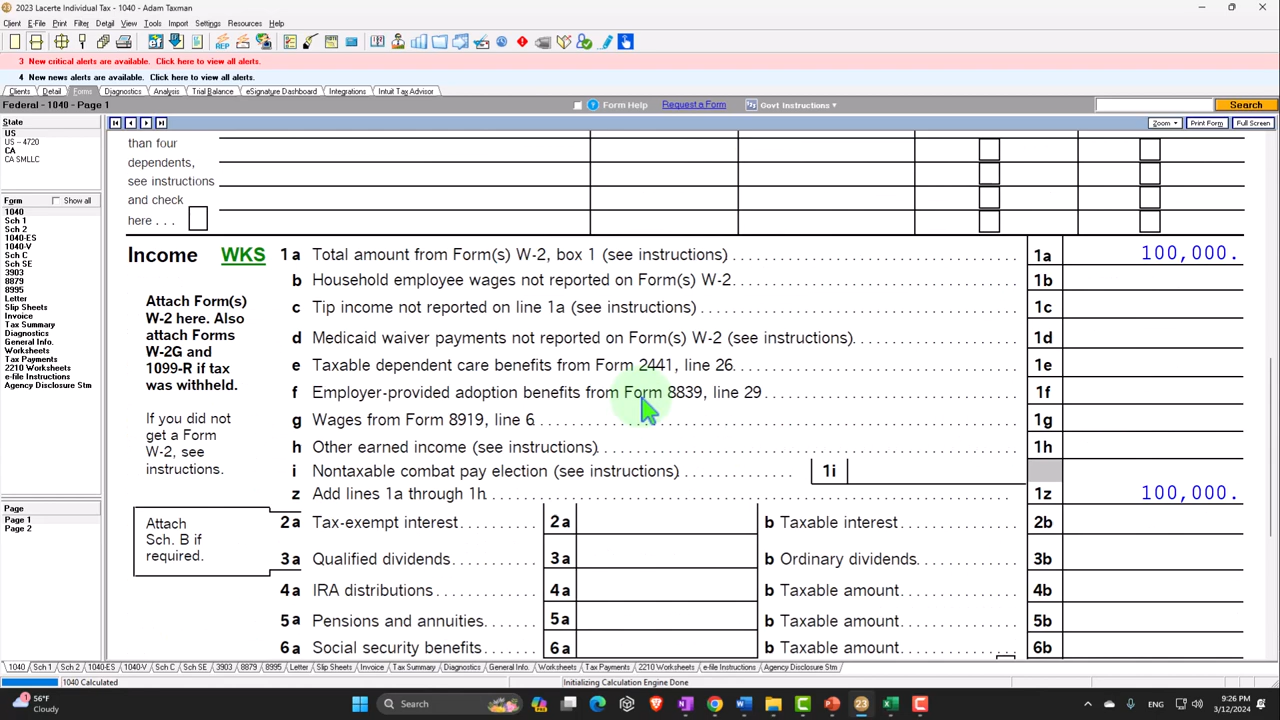 2023 Lacerte Individual Tax - 1040 - Adam Taxman
Client E-File Print Filter Detail View Tools Import Settings Resources Help
REP
3 New critical alerts are available. Click here to view all alerts.
4 New news alerts are available. Click here to view all alerts.
Clients Detail Forms Diagnostics Analysis Trial Balance eSignature Dashboard Integrations Intuit Tax Advisor
Federal - 1040 - Page 1 Form Help Request a Form Govt Instructions Search
State
US
US -- 4720
CA
CA SMLLC
Zoom Print Form Full Screen
Form Show all
1040
Sch 1
Sch 2
1040-ES
1040-V
Sch C
Sch SE
3903
8879
8995
Letter
Slip Sheets
Invoice
Tax Summary
Diagnostics
General Info.
Worksheets
Tax Payments
2210 Worksheets
e-file Instructions
Agency Disclosure Stm
Page
Page 1
Page 2
than four
dependents,
see instructions
and check
here . . .
Income WKS
1a Total amount from Form(s) W-2, box 1 (see instructions) 1a 100,000.
b Household employee wages not reported on Form(s) W-2 1b
c Tip income not reported on line 1a (see instructions) 1c
d Medicaid waiver payments not reported on Form(s) W-2 (see instructions) 1d
e Taxable dependent care benefits from Form 2441, line 26 1e
f Employer-provided adoption benefits from Form 8839, line 29 1f
g Wages from Form 8919, line 6 1g
h Other earned income (see instructions) 1h
i Nontaxable combat pay election (see instructions) 1i
z Add lines 1a through 1h 1z 100,000.
Attach Form(s)
W-2 here. Also
attach Forms
W-2G and
1099-R if tax
was withheld.
If you did not
get a Form
W-2, see
instructions.
Attach
Sch. B if
required.
2a Tax-exempt interest 2a b Taxable interest 2b
3a Qualified dividends 3a b Ordinary dividends 3b
4a IRA distributions 4a b Taxable amount 4b
5a Pensions and annuities 5a b Taxable amount 5b
6a Social security benefits 6a b Taxable amount 6b
1040 Sch 1 Sch 2 1040-ES 1040-V Sch C Sch SE 3903 8879 8995 Letter Slip Sheets Invoice Tax Summary Diagnostics General Info. Worksheets Tax Payments 2210 Worksheets e-file Instructions Agency Disclosure Stm
1040 Calculated Initializing Calculation Engine Done
56°F
Cloudy
Search
23
ENG
9:26 PM
3/12/2024